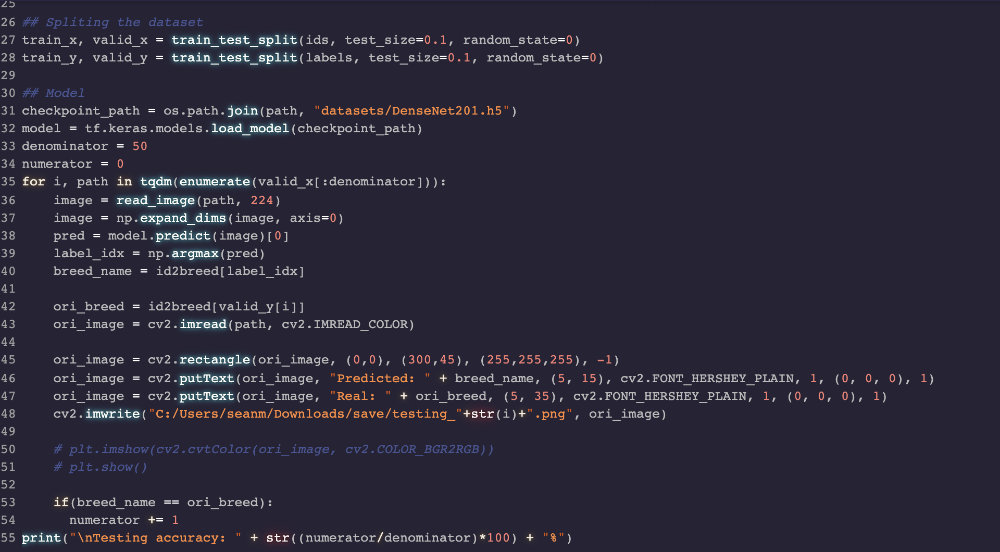 25
26 ## Spliting the dataset
27 train_x, valid_x = train_test_split(ids, test_size=0.1, random_state=0)
28 train_y, valid_y = train_test_split(labels, test_size=0.1, random_state=0)
29
30 ## Model
31 checkpoint_path = os.path.join(path, "datasets/DenseNet201.h5")
32 model = tf.keras.models.load_model(checkpoint_path)
33 denominator = 50
34 numerator = 0
35 for i, path in tqdm(enumerate(valid_x[:denominator])):
36     image = read_image(path, 224)
37     image = np.expand_dims(image, axis=0)
38     pred = model.predict(image)[0]
39     label_idx = np.argmax(pred)
40     breed_name = id2breed[label_idx]
41
42     ori_breed = id2breed[valid_y[i]]
43     ori_image = cv2.imread(path, cv2.IMREAD_COLOR)
44
45     ori_image = cv2.rectangle(ori_image, (0,0), (300,45), (255,255,255), -1)
46     ori_image = cv2.putText(ori_image, "Predicted: " + breed_name, (5, 15), cv2.FONT_HERSHEY_PLAIN, 1, (0, 0, 0), 1)
47     ori_image = cv2.putText(ori_image, "Real: " + ori_breed, (5, 35), cv2.FONT_HERSHEY_PLAIN, 1, (0, 0, 0), 1)
48     cv2.imwrite("C:/Users/seanm/Downloads/save/testing_"+str(i)+".png", ori_image)
49
50     # plt.imshow(cv2.cvtColor(ori_image, cv2.COLOR_BGR2RGB))
51     # plt.show()
52
53     if(breed_name == ori_breed):
54       numerator += 1
55 print("\nTesting accuracy: " + str((numerator/denominator)*100) + "%")